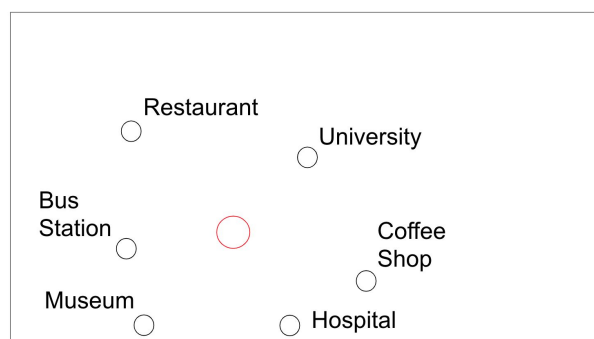 Restaurant
University
Bus
Station
Coffee
Shop
Museum
Hospital